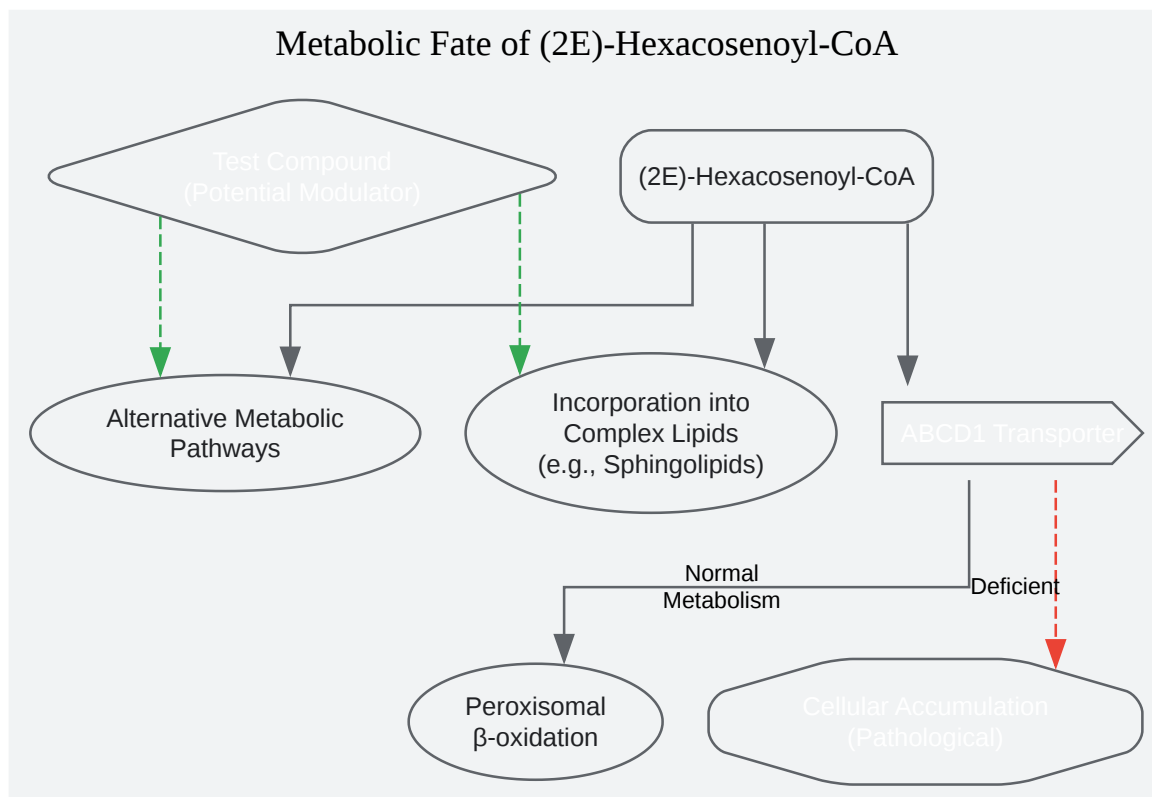 Metabolic Fate of (2E)-Hexacosenoyl-CoA
Test Compound
(Potential Modulator)
(2E)-Hexacosenoyl-CoA
Alternative Metabolic
Pathways
Incorporation into
Complex Lipids
(e.g., Sphingolipids)
ABCD1 Transporter
Normal
Metabolism
Deficient
Peroxisomal
β-oxidation
Cellular Accumulation
(Pathological)